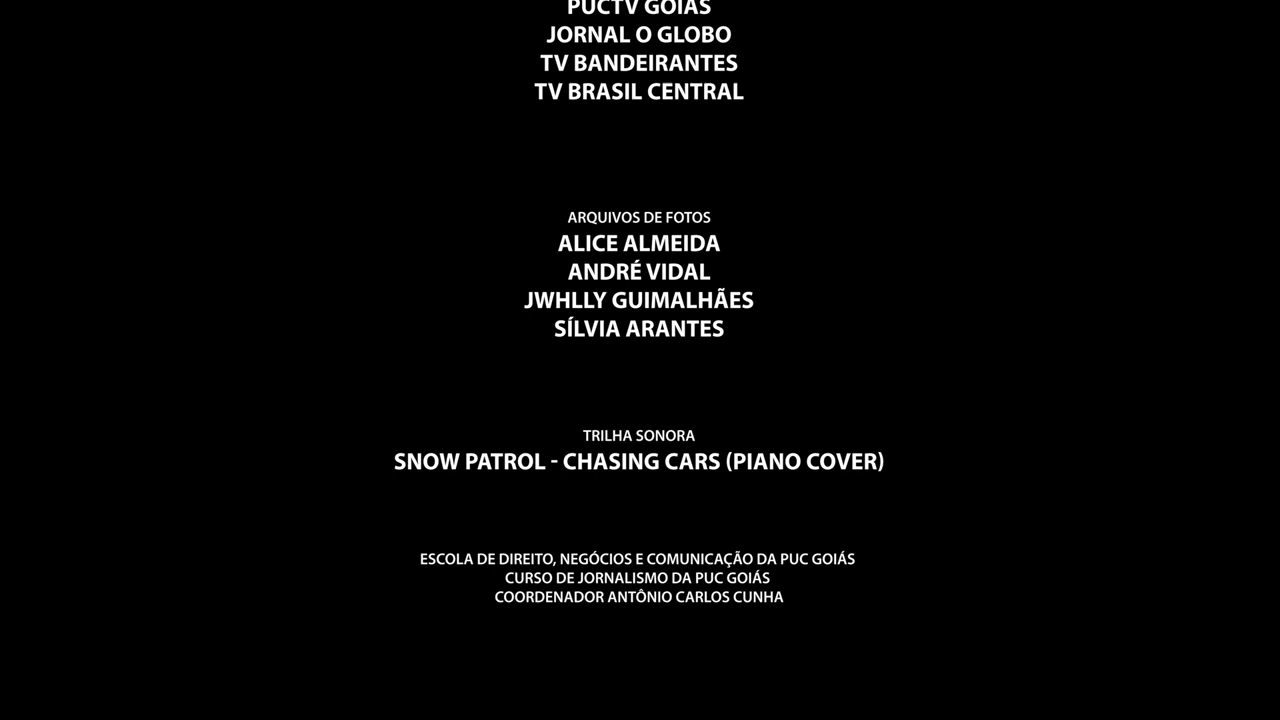 PUCTV GOIÁS
JORNAL O GLOBO
TV BANDEIRANTES
TV BRASIL CENTRAL
ARQUIVOS DE FOTOS
ALICE ALMEIDA
ANDRÉ VIDAL
JWHLLY GUIMALHÃES
SÍLVIA ARANTES
TRILHA SONORA
SNOW PATROL - CHASING CARS (PIANO COVER)
ESCOLA DE DIREITO, NEGÓCIOS E COMUNICAÇÃO DA PUC GOIÁS
CURSO DE JORNALISMO DA PUC GOIÁS
COORDENADOR ANTÔNIO CARLOS CUNHA